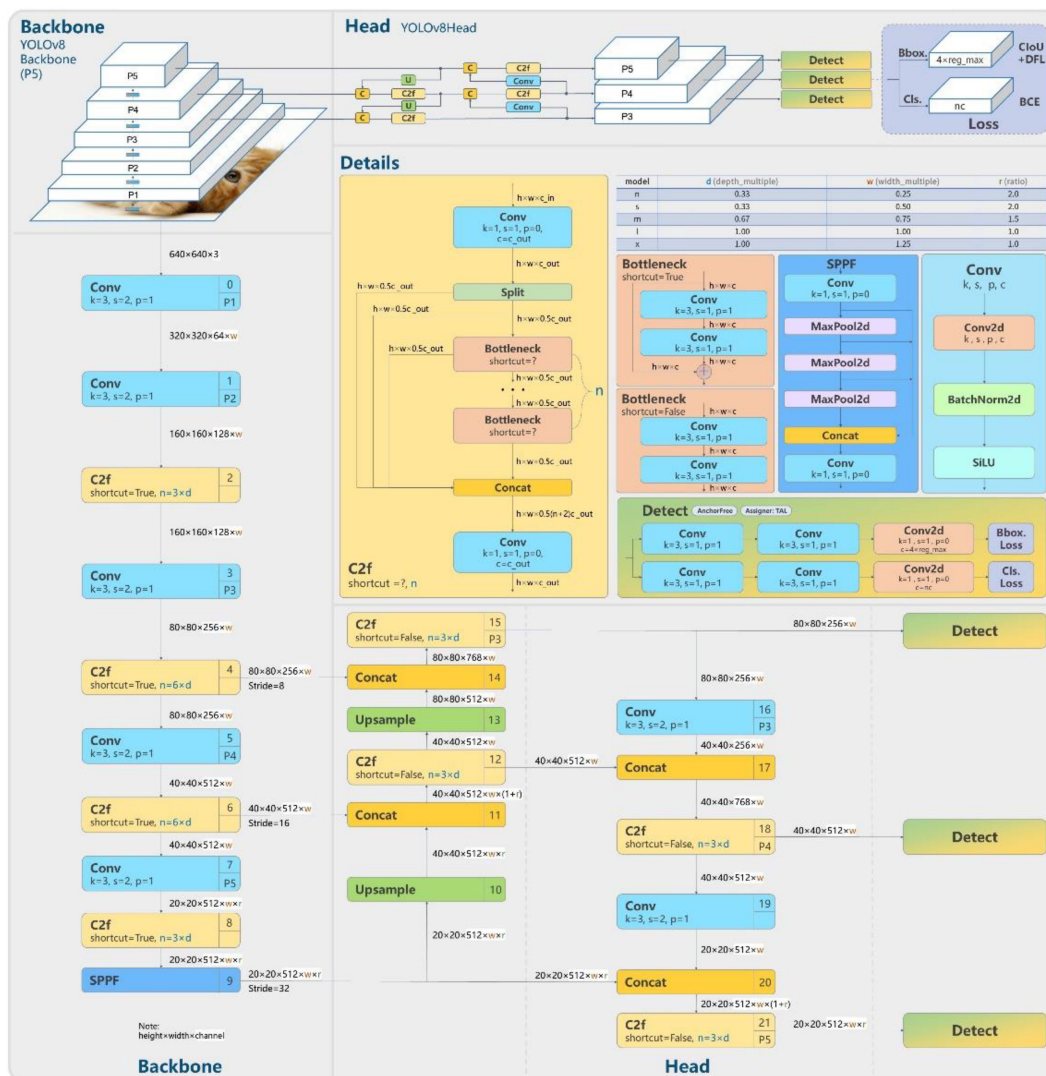 Backbone
YOLOv8
Backbone
(P5)
P5
P4
P3
P2
P1
Head YOLOv8Head
C
C2f
U
Conv
C
C2f
C
C2f
U
Conv
C
C2f
P5
P4
P3
Detect
Detect
Detect
Bbox.
4×reg_max
CIoU
+DFL
Cls.
nc
BCE
Loss
640×640×3
Conv
k=3, s=2, p=1
0
P1
320×320×64×w
Conv
k=3, s=2, p=1
1
P2
160×160×128×w
C2f
shortcut=True, n=3×d
2
160×160×128×w
Conv
k=3, s=2, p=1
3
P3
80×80×256×w
C2f
shortcut=True, n=6×d
4
80×80×256×w
Stride=8
80×80×256×w
Conv
k=3, s=2, p=1
5
P4
40×40×512×w
C2f
shortcut=True, n=6×d
6
40×40×512×w
Stride=16
40×40×512×w
Conv
k=3, s=2, p=1
7
P5
20×20×512×w×r
C2f
shortcut=True, n=3×d
8
20×20×512×w×r
SPPF
9
20×20×512×w×r
Stride=32
Note:
height×width×channel
Backbone
Details
h×w×c_in
Conv
k=1, s=1, p=0,
c=c_out
h×w×c_out
h×w×0.5c_out
Split
h×w×0.5c_out
h×w×0.5c_out
h×w×0.5c_out
Bottleneck
shortcut=?
h×w×0.5c_out
• • •
n
h×w×0.5c_out
Bottleneck
shortcut=?
h×w×0.5c_out
Concat
h×w×0.5(n+2)c_out
Conv
k=1, s=1, p=0,
c=c_out
C2f
shortcut =?, n
h×w×c_out
model d (depth_multiple) w (width_multiple) r (ratio)
n 0.33 0.25 2.0
s 0.33 0.50 2.0
m 0.67 0.75 1.5
l 1.00 1.00 1.0
x 1.00 1.25 1.0
Bottleneck
shortcut=True
h×w×c
Conv
k=3, s=1, p=1
h×w×c
Conv
k=3, s=1, p=1
h×w×c
h×w×c
+
Bottleneck
shortcut=False
h×w×c
Conv
k=3, s=1, p=1
h×w×c
Conv
k=3, s=1, p=1
h×w×c
SPPF
Conv
k=1, s=1, p=0
MaxPool2d
MaxPool2d
MaxPool2d
Concat
Conv
k=1, s=1, p=0
Conv
k, s, p, c
Conv2d
k, s, p, c
BatchNorm2d
SiLU
Detect AnchorFree Assigner: TAL
Conv
k=3, s=1, p=1
Conv
k=3, s=1, p=1
Conv2d
k=1, s=1, p=0
c=4×reg_max
Bbox.
Loss
Conv
k=3, s=1, p=1
Conv
k=3, s=1, p=1
Conv2d
k=1, s=1, p=0
c=nc
Cls.
Loss
C2f
shortcut=False, n=3×d
15
P3
80×80×768×w
Concat
14
80×80×512×w
Upsample
13
40×40×512×w
C2f
shortcut=False, n=3×d
12
40×40×512×w
40×40×512×w×(1+r)
Concat
11
40×40×512×w×r
Upsample
10
20×20×512×w×r
80×80×256×w
Detect
80×80×256×w
Conv
k=3, s=2, p=1
16
P3
40×40×256×w
Concat
17
40×40×768×w
C2f
shortcut=False, n=3×d
18
P4
40×40×512×w
Detect
40×40×512×w
Conv
k=3, s=2, p=1
19
20×20×512×w
20×20×512×w×r
Concat
20
20×20×512×w×(1+r)
C2f
shortcut=False, n=3×d
21
P5
20×20×512×w×r
Detect
Head